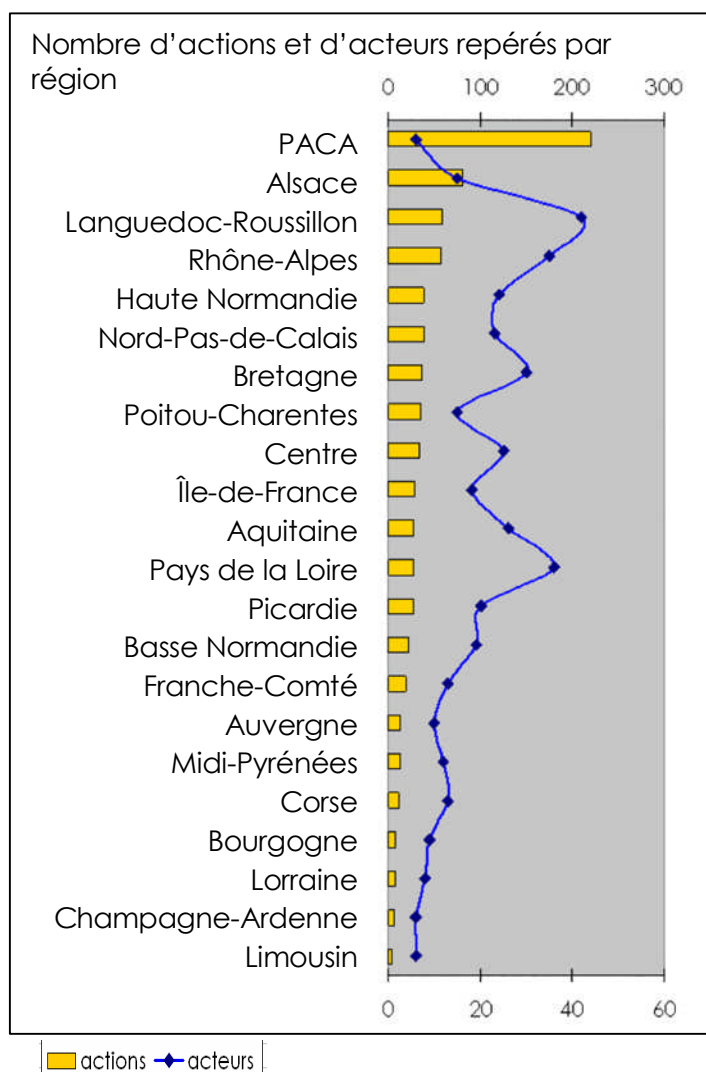 Nombre d'actions et d'acteurs repérés par
région
0 100 200 300
PACA
Alsace
Languedoc-Roussillon
Rhône-Alpes
Haute Normandie
Nord-Pas-de-Calais
Bretagne
Poitou-Charentes
Centre
Île-de-France
Aquitaine
Pays de la Loire
Picardie
Basse Normandie
Franche-Comté
Auvergne
Midi-Pyrénées
Corse
Bourgogne
Lorraine
Champagne-Ardenne
Limousin
0 20 40 60
actions acteurs